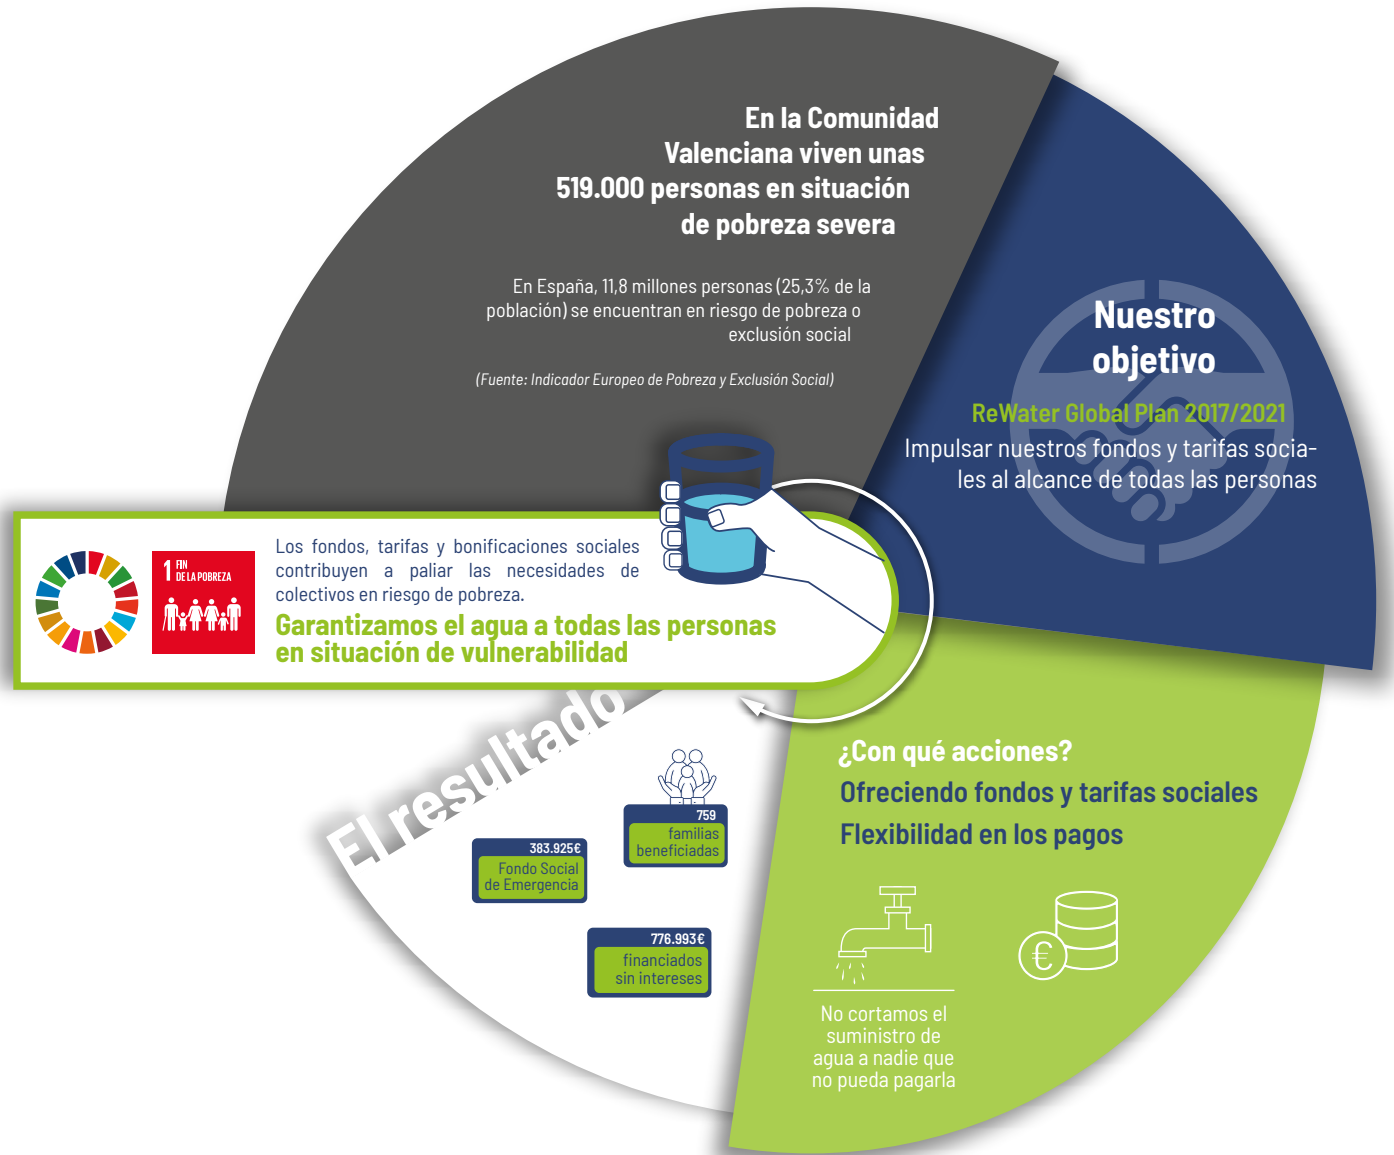 En la Comunidad
Valenciana viven unas
519.000 personas en situación
de pobreza severa
En España, 11,8 millones personas (25,3% de la
población) se encuentran en riesgo de pobreza o
exclusión social
(Fuente: Indicador Europeo de Pobreza y Exclusión Social)
Nuestro
objetivo
ReWater Global Plan 2017/2021
Impulsar nuestros fondos y tarifas socia-
les al alcance de todas las personas
1 FIN
DE LA POBREZA
Los fondos, tarifas y bonificaciones sociales
contribuyen a paliar las necesidades de
colectivos en riesgo de pobreza.
Garantizamos el agua a todas las personas
en situación de vulnerabilidad
¿Con qué acciones?
Ofreciendo fondos y tarifas sociales
Flexibilidad en los pagos
€
No cortamos el
suministro de
agua a nadie que
no pueda pagarla
El resultado
759
familias
beneficiadas
383.925€
Fondo Social
de Emergencia
776.993€
financiados
sin intereses